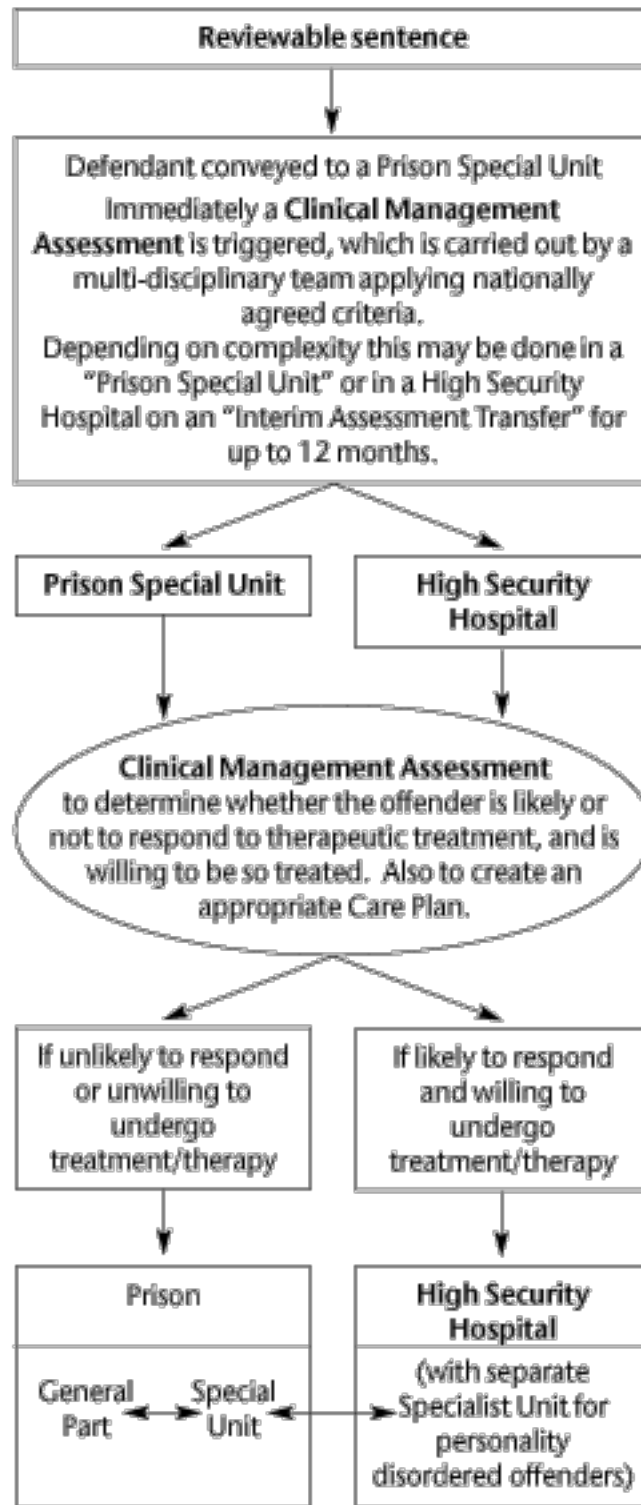 Reviewable sentence
Defendant conveyed to a Prison Special Unit
Immediately a Clinical Management
Assessment is triggered, which is carried out by a
multi-disciplinary team applying nationally
agreed criteria.
Depending on complexity this may be done in a
"Prison Special Unit" or in a High Security
Hospital on an "Interim Assessment Transfer" for
up to 12 months.
Prison Special Unit
High Security
Hospital
Clinical Management Assessment
to determine whether the offender is likely or
not to respond to therapeutic treatment, and is
willing to be so treated. Also to create an
appropriate Care Plan.
If unlikely to respond
or unwilling to
undergo
treatment/therapy
If likely to respond
and willing to
undergo
treatment/therapy
Prison
General
Part
Special
Unit
High Security
Hospital
(with separate
Specialist Unit for
personality
disordered offenders)